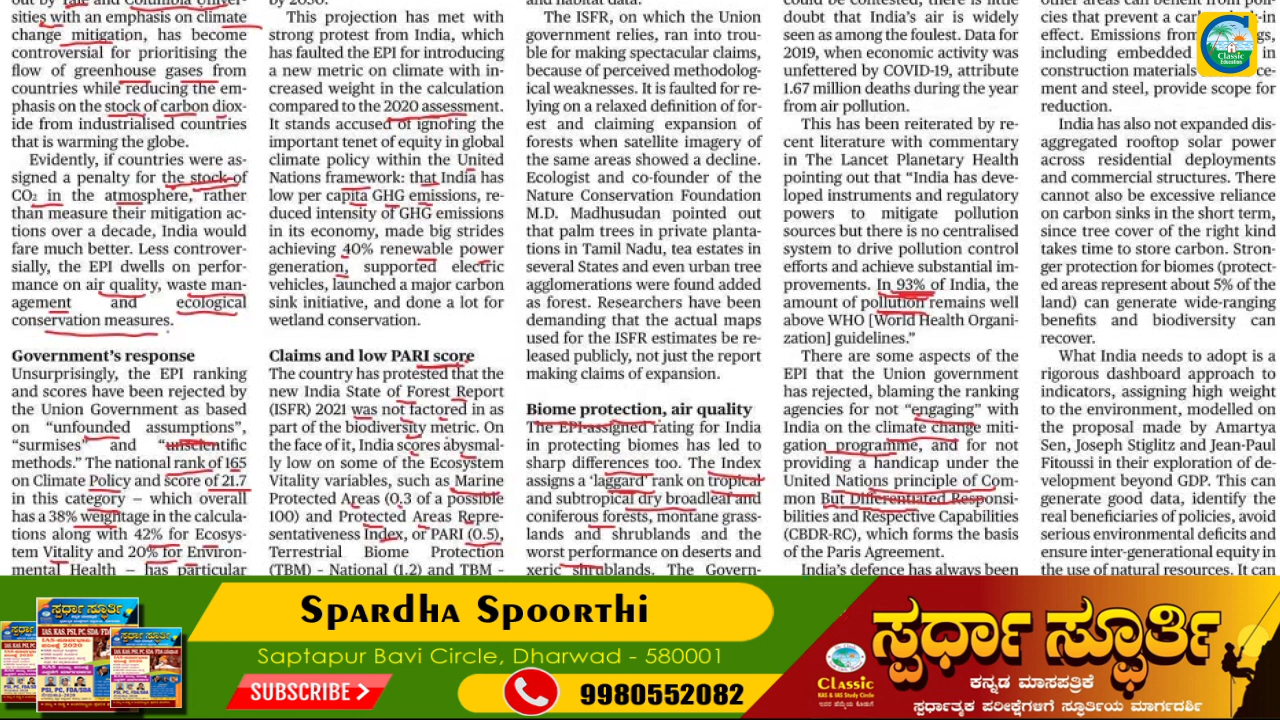 out by Yale and Columbia Univer-
sities with emphasis on climate
change mitigation, has become
controversial for prioritising the
flow of greenhouse gases from
countries while reducing the em-
phasis on the stock of carbon diox-
ide from industrialised countries
that is warming the globe.
Evidently, if countries were as-
signed a penalty for the stock of
CO₂ in the atmosphere, rather
than measure their mitigation ac-
tions over a decade, India would
fare much better. Less controver-
sially, the EPI dwells on perfor-
mance on air quality, waste man-
agement and ecological
conservation measures.
Government's response
Unsurprisingly, the EPI ranking
and scores have been rejected by
the Union Government as based
on "unfounded assumptions",
"surmises" and "unscientific
methods." The national rank of 165
on Climate Policy and score of 21.7
in this category – which overall
has a 38% weightage in the calcula-
tions along with 42% for Ecosys-
tem Vitality and 20% for Environ-
mental Health – has particular
by 2050.
This projection has met with
strong protest from India, which
has faulted the EPI for introducing
a new metric on climate with in-
creased weight in the calculation
compared to the 2020 assessment.
It stands accused of ignoring the
important tenet of equity in global
climate policy within the United
Nations framework: that India has
low per capita GHG emissions, re-
duced intensity of GHG emissions
in its economy, made big strides
achieving 40% renewable power
generation, supported electric
vehicles, launched a major carbon
sink initiative, and done a lot for
wetland conservation.
Claims and low PARI score
The country has protested that the
new India State of Forest Report
(ISFR) 2021 was not factored in as
part of the biodiversity metric. On
the face of it, India scores abysmal-
ly low on some of the Ecosystem
Vitality variables, such as Marine
Protected Areas (0.3 of a possible
100) and Protected Areas Repre-
sentativeness Index, or PARI (0.5),
Terrestrial Biome Protection
(TBM) - National (1.2) and TBM -
and habitat data.
The ISFR, on which the Union
government relies, ran into trou-
ble for making spectacular claims,
because of perceived methodolog-
ical weaknesses. It is faulted for re-
lying on a relaxed definition of for-
est and claiming expansion of
forests when satellite imagery of
the same areas showed a decline.
Ecologist and co-founder of the
Nature Conservation Foundation
M.D. Madhusudan pointed out
that palm trees in private planta-
tions in Tamil Nadu, tea estates in
several States and even urban tree
agglomerations were found added
as forest. Researchers have been
demanding that the actual maps
used for the ISFR estimates be re-
leased publicly, not just the report
making claims of expansion.
Biome protection, air quality
The EPI-assigned rating for India
in protecting biomes has led to
sharp differences too. The Index
assigns a 'laggard' rank on tropical
and subtropical dry broadleaf and
coniferous forests, montane grass-
lands and shrublands and the
worst performance on deserts and
xeric shrublands. The Govern-
could be contested, there is little
doubt that India's air is widely
seen as among the foulest. Data for
2019, when economic activity was
unfettered by COVID-19, attribute
1.67 million deaths during the year
from air pollution.
This has been reiterated by re-
cent literature with commentary
in The Lancet Planetary Health
pointing out that "India has deve-
loped instruments and regulatory
powers to mitigate pollution
sources but there is no centralised
system to drive pollution control
efforts and achieve substantial im-
provements. In 93% of India, the
amount of pollution remains well
above WHO [World Health Organi-
zation] guidelines."
There are some aspects of the
EPI that the Union government
has rejected, blaming the ranking
agencies for not "engaging" with
India on the climate change miti-
gation programme, and for not
providing a handicap under the
United Nations principle of Com-
mon But Differentiated Responsi-
bilities and Respective Capabilities
(CBDR-RC), which forms the basis
of the Paris Agreement.
India's defence has always been
other areas can benefit from poli-
cies that prevent a car -in
effect. Emissions from gs,
including embedded in
construction materials ce-
ment and steel, provide scope for
reduction.
India has also not expanded dis-
aggregated rooftop solar power
across residential deployments
and commercial structures. There
cannot also be excessive reliance
on carbon sinks in the short term,
since tree cover of the right kind
takes time to store carbon. Stron-
ger protection for biomes (protect-
ed areas represent about 5% of the
land) can generate wide-ranging
benefits and biodiversity can
recover.
What India needs to adopt is a
rigorous dashboard approach to
indicators, assigning high weight
to the environment, modelled on
the proposal made by Amartya
Sen, Joseph Stiglitz and Jean-Paul
Fitoussi in their exploration of de-
velopment beyond GDP. This can
generate good data, identify the
real beneficiaries of policies, avoid
serious environmental deficits and
ensure inter-generational equity in
the use of natural resources. It can
Classic
Education
Spardha Spoorthi
Saptapur Bavi Circle, Dharwad - 580001
SUBSCRIBE
9980552082
ಸ್ಪರ್ಧಾ ಸ್ಫೂರ್ತಿ
Classic
KAS & IAS Study Circle
ಕನ್ನಡ ಮಾಸಪತ್ರಿಕೆ
ಸ್ಪರ್ಧಾತ್ಮಕ ಪರೀಕ್ಷೆಗಳಿಗೆ ಸ್ಫೂರ್ತಿಯ ಮಾರ್ಗದರ್ಶಿ